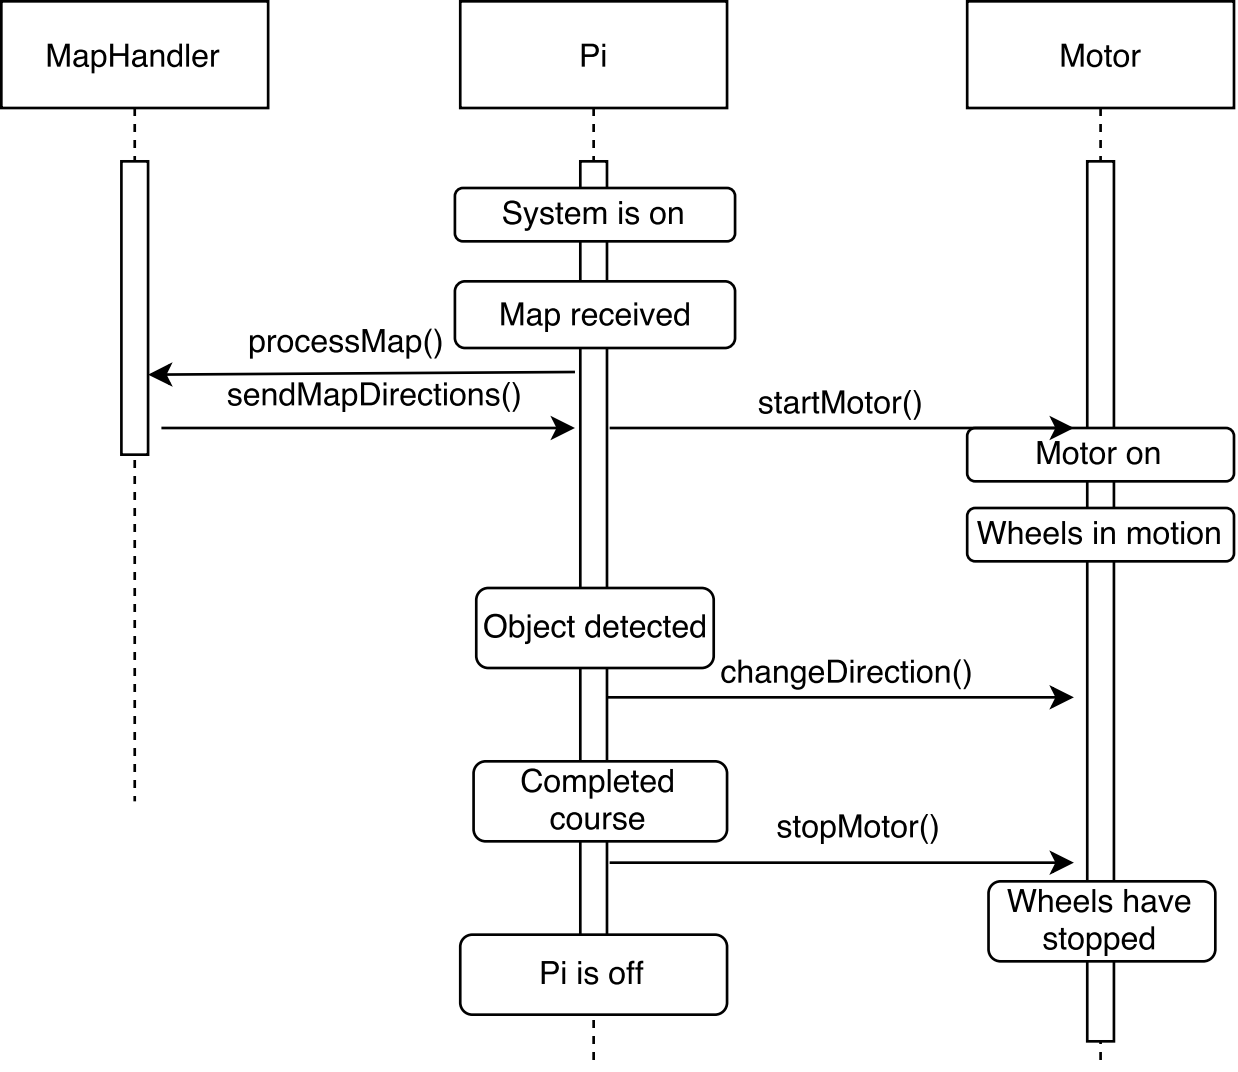 MapHandler
Pi
Motor
System is on
Map received
processMap()
sendMapDirections()
startMotor()
Motor on
Wheels in motion
Object detected
changeDirection()
Completed
course
stopMotor()
Wheels have
stopped
Pi is off